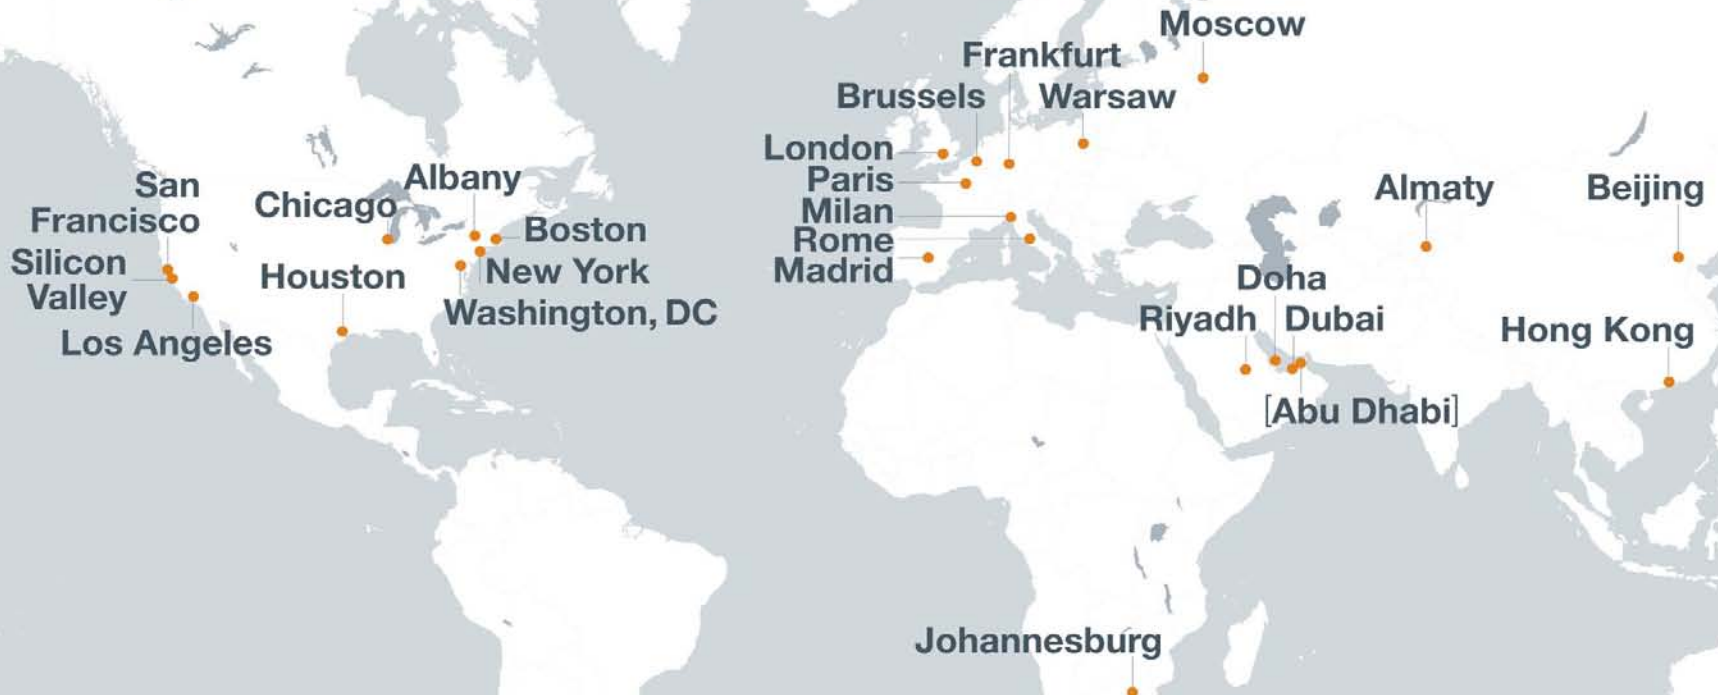 Moscow
Frankfurt
Brussels
Warsaw
London
Paris
Milan
Rome
Madrid
San
Francisco
Silicon
Valley
Los Angeles
Chicago
Houston
Albany
Boston
New York
Washington, DC
Almaty
Beijing
Doha
Riyadh
Dubai
[Abu Dhabi]
Hong Kong
Johannesburg